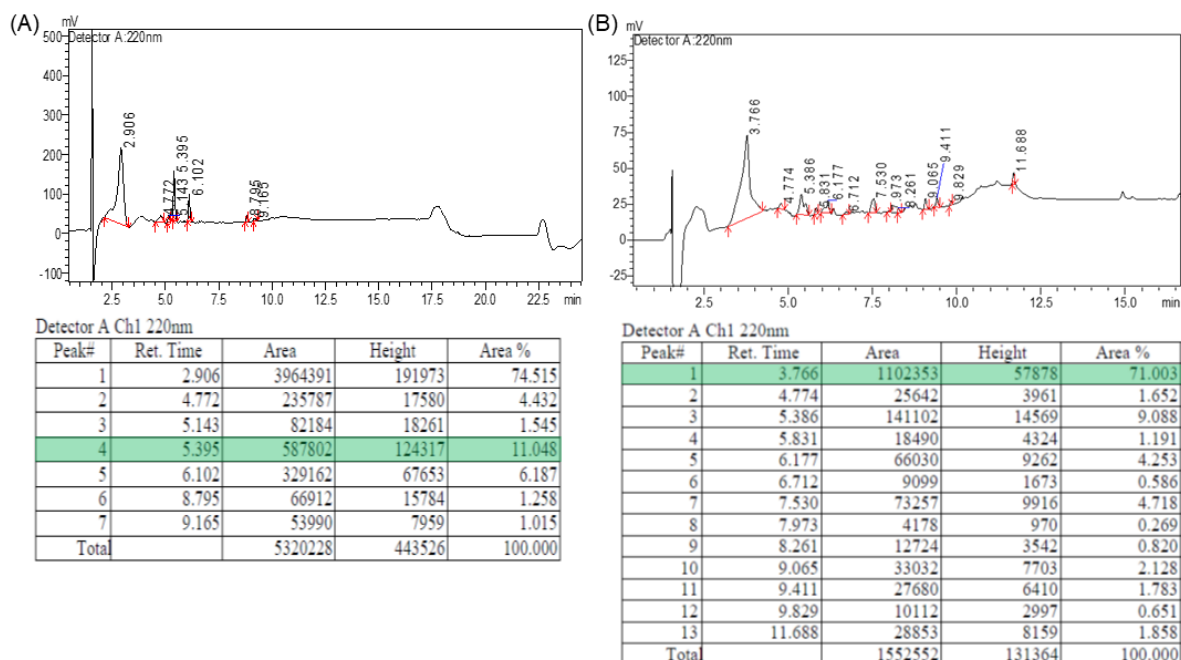 (A)
mV
Detector A:220nm
500
400
300
200
100
0
-100
2.906
4.772
5.143
5.395
6.102
8.795
9.165
2.5 5.0 7.5 10.0 12.5 15.0 17.5 20.0 22.5 min
Detector A Ch1 220nm
Peak# Ret. Time Area Height Area %
1 2.906 3964391 191973 74.515
2 4.772 235787 17580 4.432
3 5.143 82184 18261 1.545
4 5.395 587802 124317 11.048
5 6.102 329162 67653 6.187
6 8.795 66912 15784 1.258
7 9.165 53990 7959 1.015
Total 5320228 443526 100.000
(B)
mV
Detector A:220nm
125
100
75
50
25
0
-25
3.766
4.774
5.386
5.831
6.177
6.712
7.530
7.973
8.261
9.065
9.411
9.829
11.688
2.5 5.0 7.5 10.0 12.5 15.0 min
Detector A Ch1 220nm
Peak# Ret. Time Area Height Area %
1 3.766 1102353 57878 71.003
2 4.774 25642 3961 1.652
3 5.386 141102 14569 9.088
4 5.831 18490 4324 1.191
5 6.177 66030 9262 4.253
6 6.712 9099 1673 0.586
7 7.530 73257 9916 4.718
8 7.973 4178 970 0.269
9 8.261 12724 3542 0.820
10 9.065 33032 7703 2.128
11 9.411 27680 6410 1.783
12 9.829 10112 2997 0.651
13 11.688 28853 8159 1.858
Total 1552552 131364 100.000